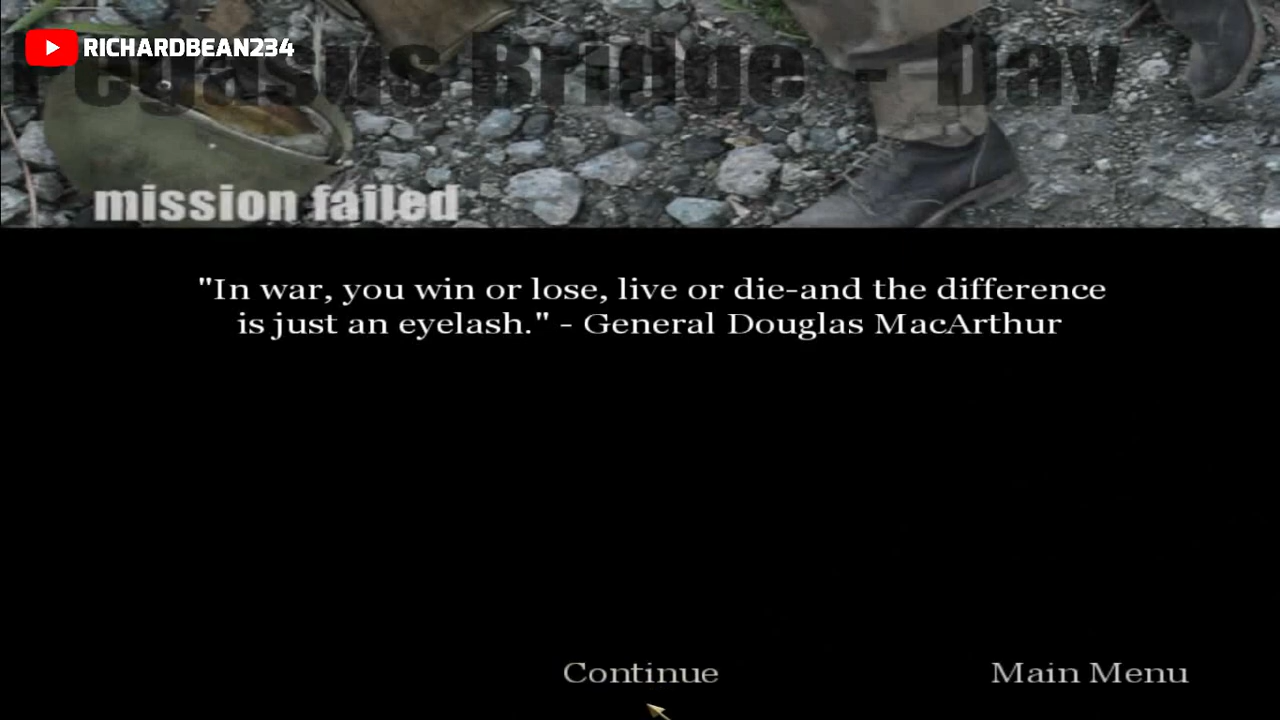 RICHARDBEAN234
Pegasus Bridge - Day
mission failed
"In war, you win or lose, live or die-and the difference
is just an eyelash." - General Douglas MacArthur
Continue
Main Menu